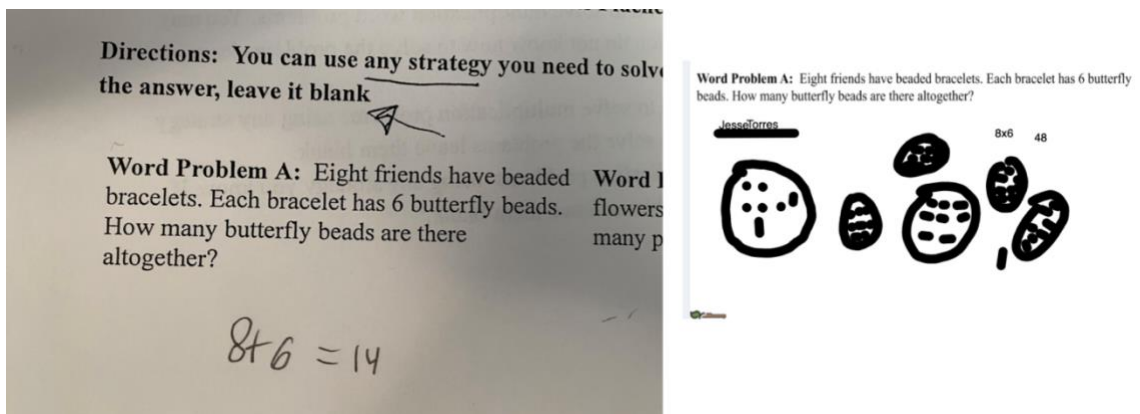 Directions: You can use any strategy you need to solve
the answer, leave it blank
Word Problem A: Eight friends have beaded
bracelets. Each bracelet has 6 butterfly beads.
How many butterfly beads are there
altogether?
Word
flowers
many p
8+6 = 14
Word Problem A: Eight friends have beaded bracelets. Each bracelet has 6 butterfly
beads. How many butterfly beads are there altogether?
JesseTorres
8x6 48